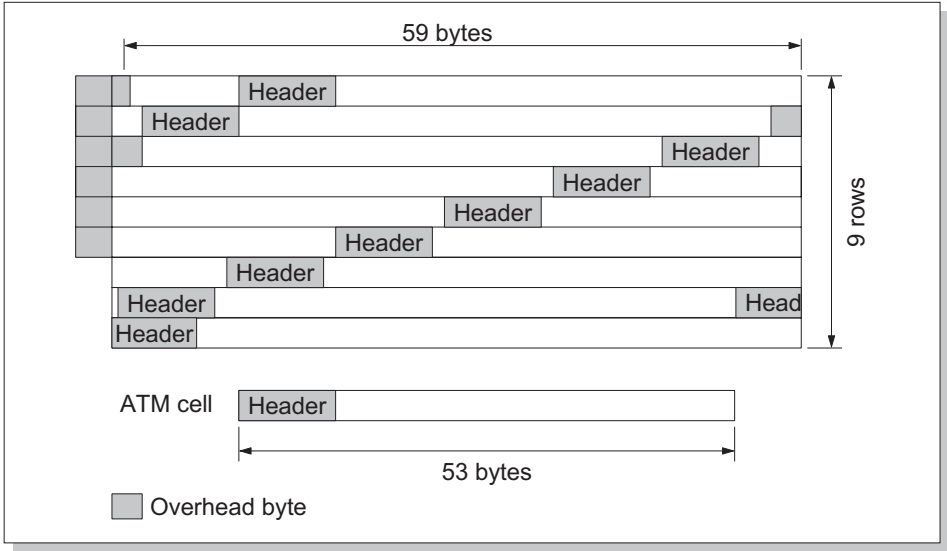 59 bytes
Header
Header
Header
Header
Header
Header
Header
Header
Head
Header
9 rows
ATM cell
Header
53 bytes
Overhead byte